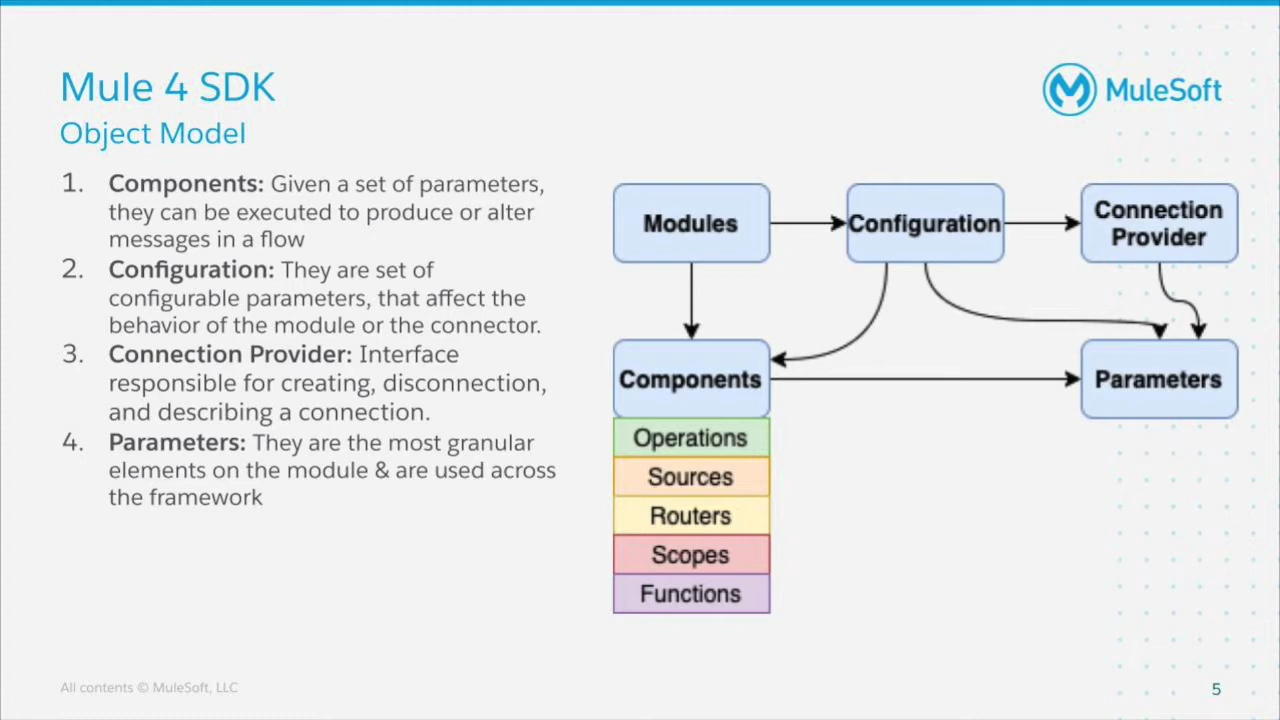 Mule 4 SDK
Object Model
MuleSoft
1. Components: Given a set of parameters,
they can be executed to produce or alter
messages in a flow
2. Configuration: They are set of
configurable parameters, that affect the
behavior of the module or the connector.
3. Connection Provider: Interface
responsible for creating, disconnection,
and describing a connection.
4. Parameters: They are the most granular
elements on the module & are used across
the framework
Modules
Configuration
Connection
Provider
Components
Parameters
Operations
Sources
Routers
Scopes
Functions
All contents © MuleSoft, LLC
5